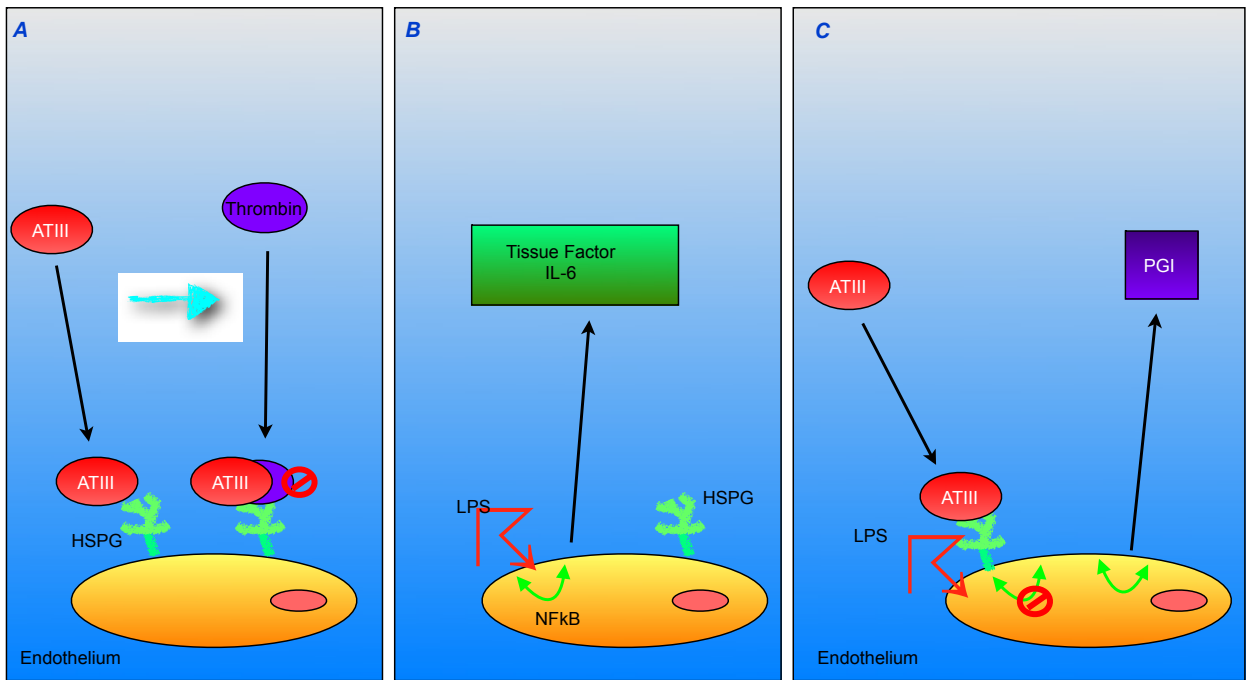 A
ATIII
Thrombin
ATIII
ATIII
HSPG
Endothelium
B
Tissue Factor
IL-6
LPS
HSPG
NFkB
C
ATIII
PGI
ATIII
LPS
Endothelium